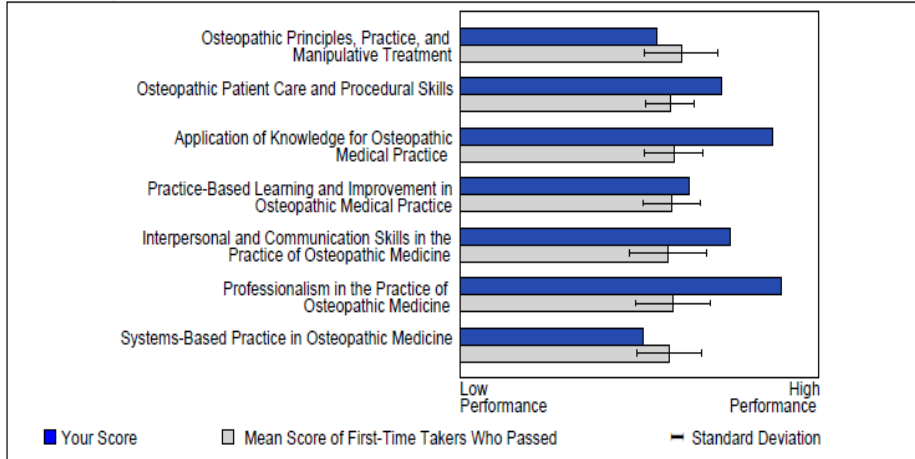 Osteopathic Principles, Practice, and
Manipulative Treatment
Osteopathic Patient Care and Procedural Skills
Application of Knowledge for Osteopathic
Medical Practice
Practice-Based Learning and Improvement in
Osteopathic Medical Practice
Interpersonal and Communication Skills in the
Practice of Osteopathic Medicine
Professionalism in the Practice of
Osteopathic Medicine
Systems-Based Practice in Osteopathic Medicine
Low
Performance
High
Performance
Your Score
Mean Score of First-Time Takers Who Passed
Standard Deviation